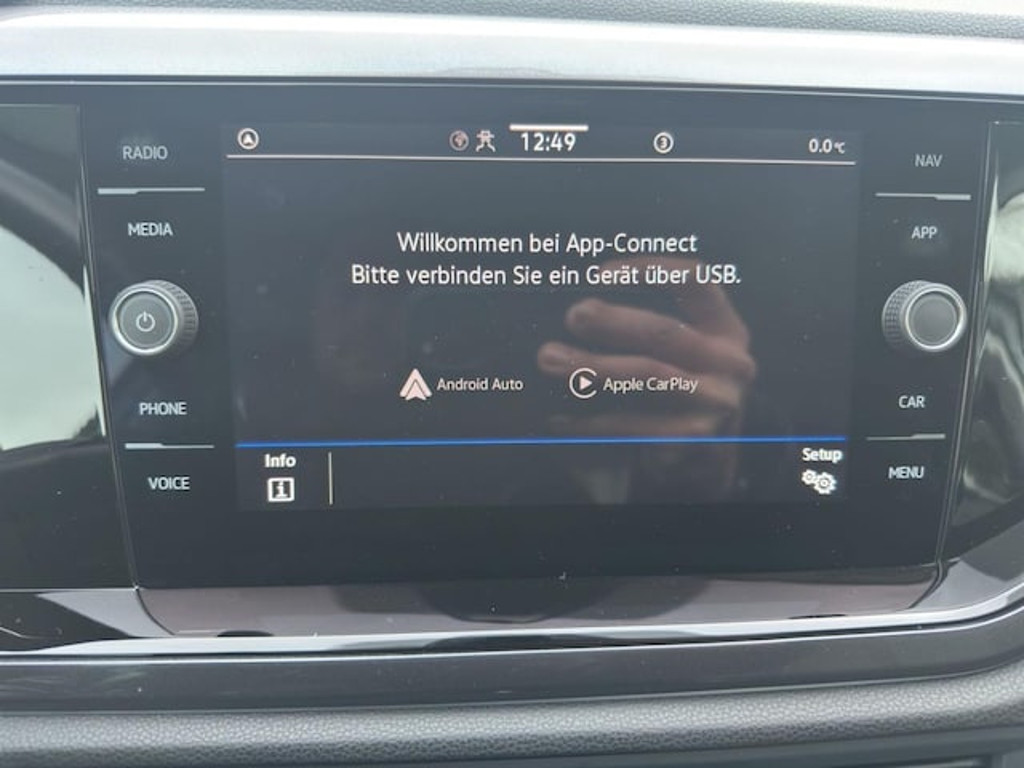 RADIO
MEDIA
PHONE
VOICE
12:49
3
0.0°C
Willkommen bei App-Connect
Bitte verbinden Sie ein Gerät über USB.
Android Auto
Apple CarPlay
Info
i
Setup
NAV
APP
CAR
MENU